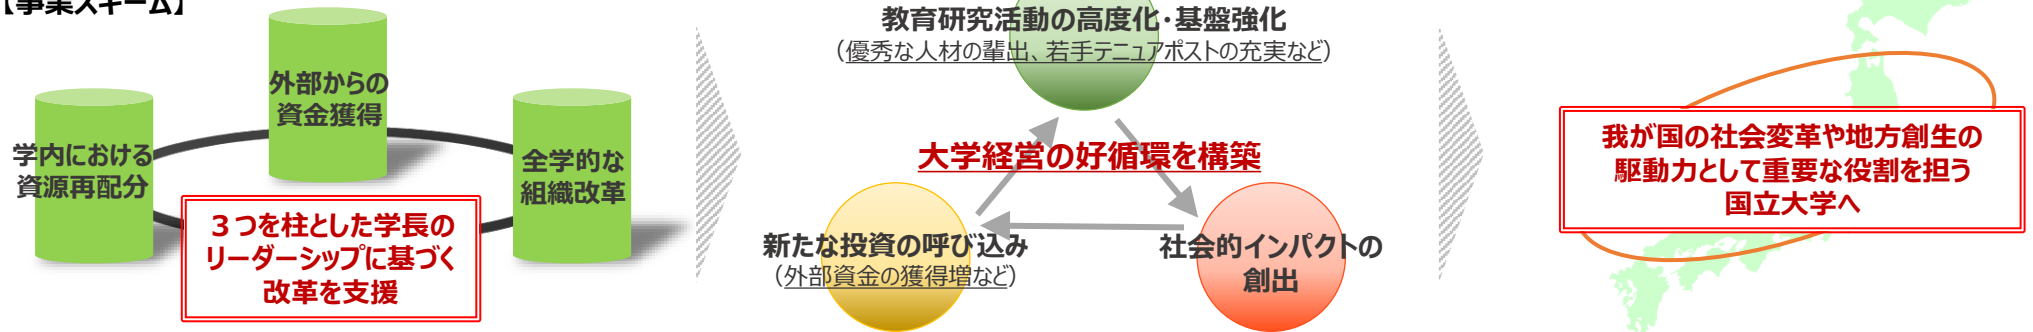 【事業スキーム】
外部からの
資金獲得
学内における
資源再配分
全学的な
組織改革
３つを柱とした学長の
リーダーシップに基づく
改革を支援
教育研究活動の高度化・基盤強化
（優秀な人材の輩出、若手テニュアポストの充実など）
大学経営の好循環を構築
新たな投資の呼び込み
（外部資金の獲得増など）
社会的インパクトの
創出
我が国の社会変革や地方創生の
駆動力として重要な役割を担う
国立大学へ